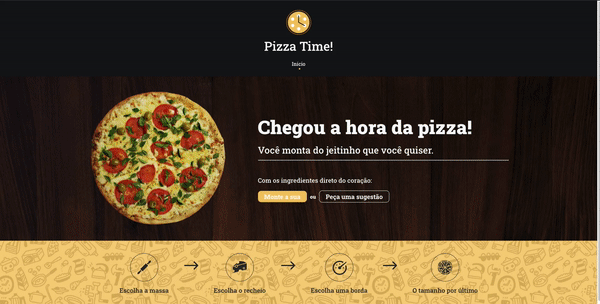 Pizza Time!
Inicio
Chegou a hora da pizza!
Você monta do jeitinho que você quiser.
Com os ingredientes direto do coração:
Monte a sua ou Peça uma sugestão
Escolha a massa
Escolha o recheio
Escolha uma borda
O tamanho por último